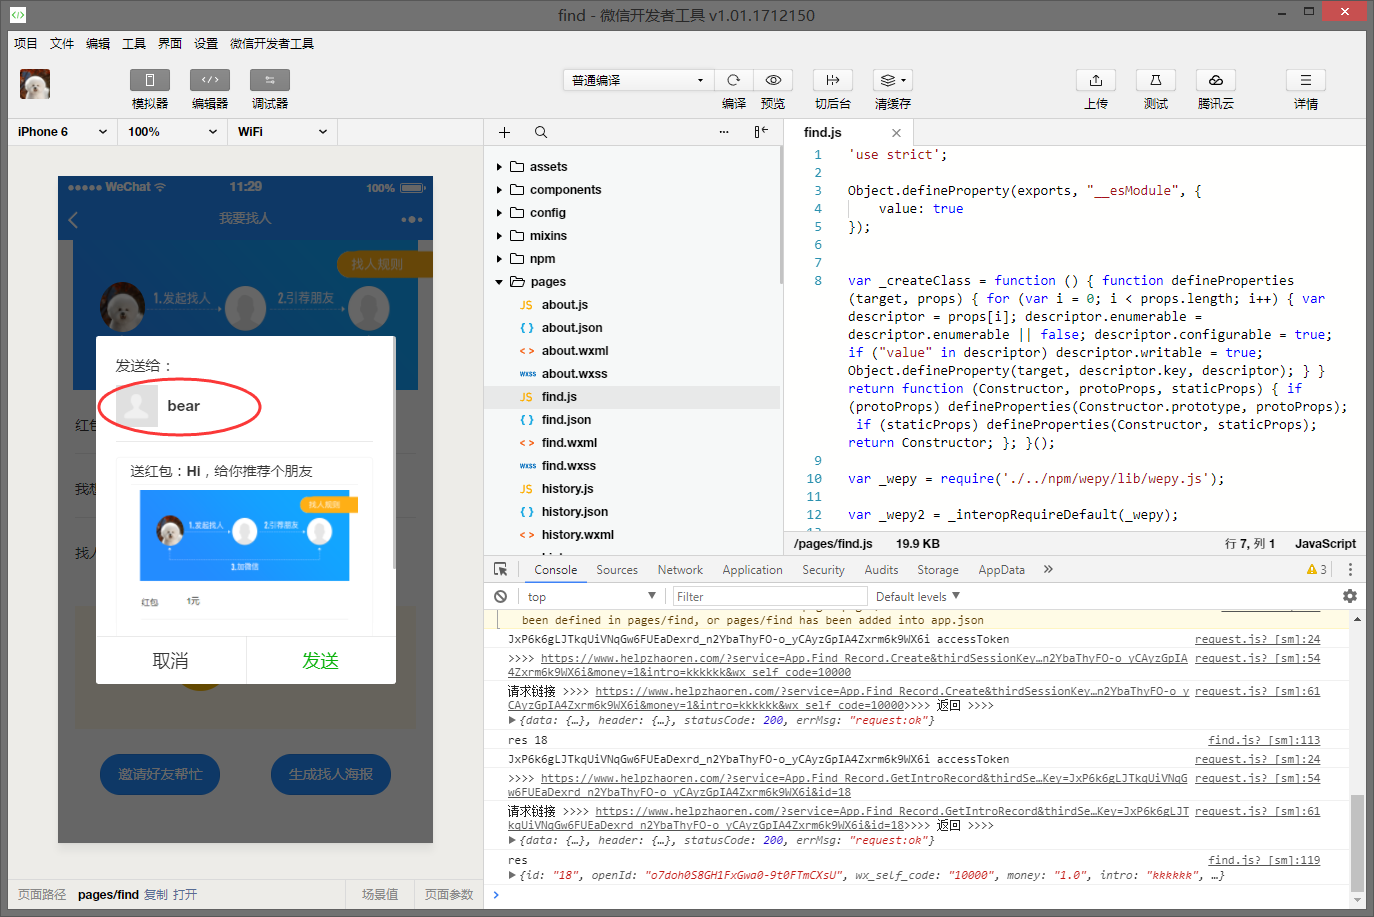 find - 微信开发者工具 v1.01.1712150
项目 文件 编辑 工具 界面 设置 微信开发者工具
模拟器 编辑器 调试器
普通编译
编译 预览 切后台 清缓存
上传 测试 腾讯云 详情
iPhone 6 100% WiFi
WeChat 11:29 100%
我要找人
找人规则
1.发起找人 2.引荐朋友
发送给：
bear
红包
送红包：Hi，给你推荐个朋友
找人规则
1.发起找人 2.引荐朋友
3.加微信
红包 1元
我想
找人
取消 发送
邀请好友帮忙 生成找人海报
页面路径 pages/find 复制 打开 场景值 页面参数
assets
components
config
mixins
npm
pages
JS about.js
{ } about.json
< > about.wxml
wxss about.wxss
JS find.js
{ } find.json
< > find.wxml
wxss find.wxss
JS history.js
{ } history.json
< > history.wxml
find.js
1 'use strict';
2
3 Object.defineProperty(exports, "__esModule", {
4 value: true
5 });
6
7
8 var _createClass = function () { function defineProperties
(target, props) { for (var i = 0; i < props.length; i++) { var
descriptor = props[i]; descriptor.enumerable =
descriptor.enumerable || false; descriptor.configurable = true;
if ("value" in descriptor) descriptor.writable = true;
Object.defineProperty(target, descriptor.key, descriptor); } }
return function (Constructor, protoProps, staticProps) { if
(protoProps) defineProperties(Constructor.prototype, protoProps);
if (staticProps) defineProperties(Constructor, staticProps);
return Constructor; }; }();
9
10 var _wepy = require('./../npm/wepy/lib/wepy.js');
11
12 var _wepy2 = _interopRequireDefault(_wepy);
/pages/find.js 19.9 KB 行 7, 列 1 JavaScript
Console Sources Network Application Security Audits Storage AppData » 3
top Filter Default levels
been defined in pages/find, or pages/find has been added into app.json
JxP6k6gLJTkqUiVNqGw6FUEaDexrd_n2YbaThyFO-o_yCAyzGpIA4Zxrm6k9WX6i accessToken request.js? [sm]:24
>>>> https://www.helpzhaoren.com/?service=App.Find_Record.Create&thirdSessionKey…n2YbaThyFO-o_yCAyzGpIA request.js? [sm]:54
4Zxrm6k9WX6i&money=1&intro=kkkkkk&wx_self_code=10000
请求链接 >>>> https://www.helpzhaoren.com/?service=App.Find_Record.Create&thirdSessionKey…n2YbaThyFO-o_y request.js? [sm]:61
CAyzGpIA4Zxrm6k9WX6i&money=1&intro=kkkkkk&wx_self_code=10000>>>> 返回 >>>>
{data: {…}, header: {…}, statusCode: 200, errMsg: "request:ok"}
res 18 find.js? [sm]:113
JxP6k6gLJTkqUiVNqGw6FUEaDexrd_n2YbaThyFO-o_yCAyzGpIA4Zxrm6k9WX6i accessToken request.js? [sm]:24
>>>> https://www.helpzhaoren.com/?service=App.Find_Record.GetIntroRecord&thirdSe…Key=JxP6k6gLJTkqUiVNqG request.js? [sm]:54
w6FUEaDexrd_n2YbaThyFO-o_yCAyzGpIA4Zxrm6k9WX6i&id=18
请求链接 >>>> https://www.helpzhaoren.com/?service=App.Find_Record.GetIntroRecord&thirdSe…Key=JxP6k6gLJT request.js? [sm]:61
kqUiVNqGw6FUEaDexrd_n2YbaThyFO-o_yCAyzGpIA4Zxrm6k9WX6i&id=18>>>> 返回 >>>>
{data: {…}, header: {…}, statusCode: 200, errMsg: "request:ok"}
res find.js? [sm]:119
{id: "18", openId: "o7doh0S8GH1FxGwa0-9t0FTmCXsU", wx_self_code: "10000", money: "1.0", intro: "kkkkkk", …}